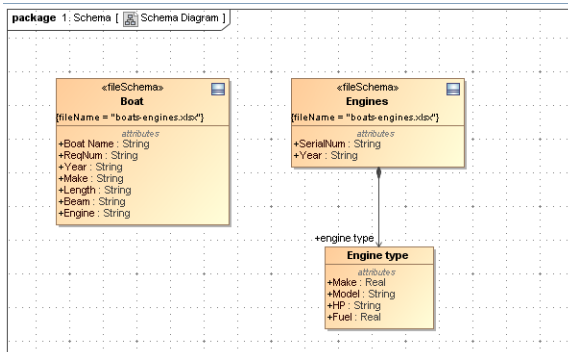 package 1: Schema [ Schema Diagram ]
«fileSchema»
Boat
{fileName = "boats-engines.xlsx"}
attributes
+Boat Name : String
+ReqNum : String
+Year : String
+Make : String
+Length : String
+Beam : String
+Engine : String
«fileSchema»
Engines
{fileName = "boats-engines.xlsx"}
attributes
+SerialNum : String
+Year : String
+engine type
Engine type
attributes
+Make : Real
+Model : String
+HP : String
+Fuel : Real